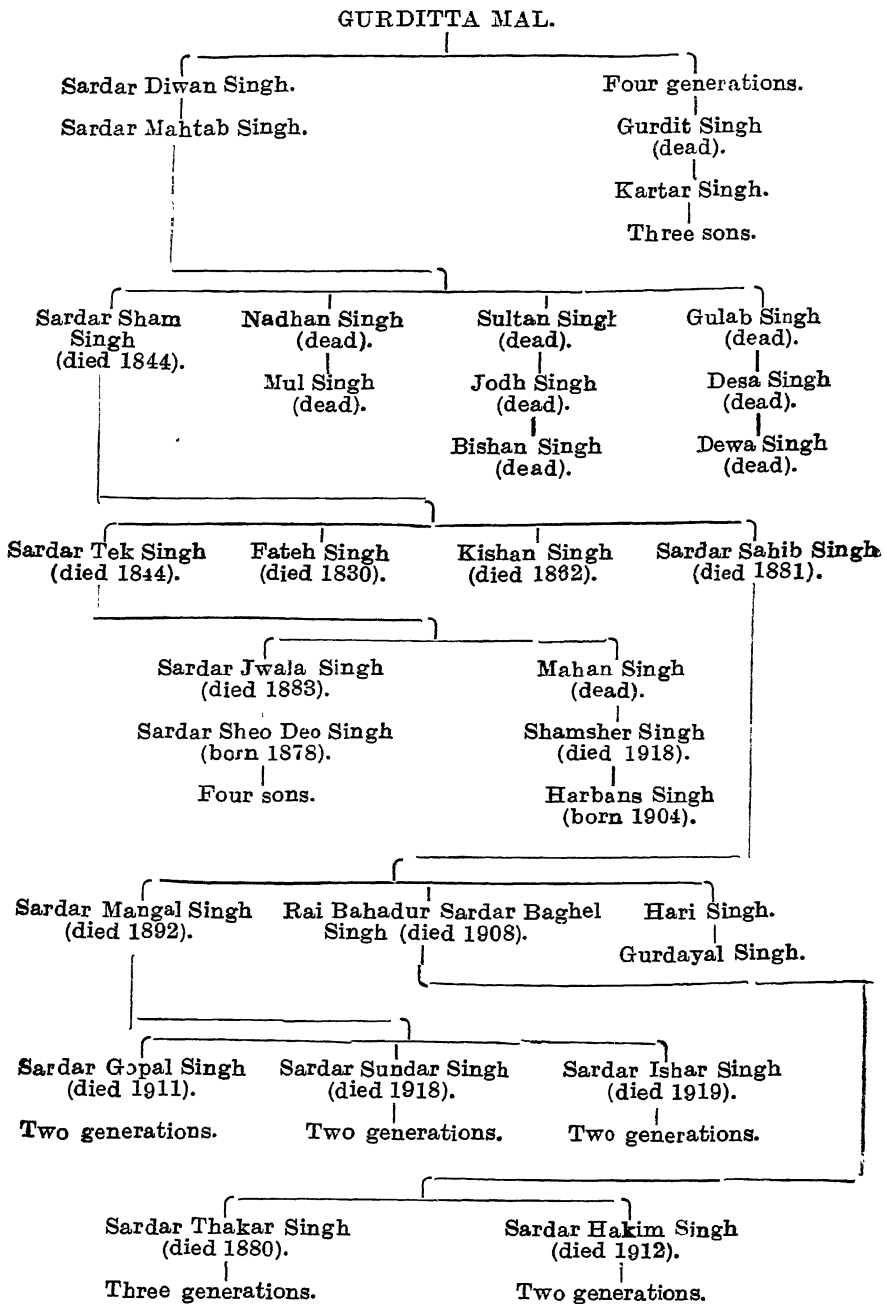 GURDITTA MAL.
Sardar Diwan Singh. Four generations.
Sardar Mahtab Singh. Gurdit Singh
(dead).
Kartar Singh.
Three sons.
Sardar Sham Nadhan Singh Sultan Singh Gulab Singh
Singh (dead). (dead). (dead).
(died 1844). Mul Singh Jodh Singh Desa Singh
(dead). (dead). (dead).
Bishan Singh Dewa Singh
(dead). (dead).
Sardar Tek Singh Fateh Singh Kishan Singh Sardar Sahib Singh
(died 1844). (died 1830). (died 1862). (died 1881).
Sardar Jwala Singh Mahan Singh
(died 1883). (dead).
Sardar Sheo Deo Singh Shamsher Singh
(born 1878). (died 1918).
Four sons. Harbans Singh
(born 1904).
Sardar Mangal Singh Rai Bahadur Sardar Baghel Hari Singh.
(died 1892). Singh (died 1908).
Gurdayal Singh.
Sardar Gopal Singh Sardar Sundar Singh Sardar Ishar Singh
(died 1911). (died 1918). (died 1919).
Two generations. Two generations. Two generations.
Sardar Thakar Singh Sardar Hakim Singh
(died 1880). (died 1912).
Three generations. Two generations.